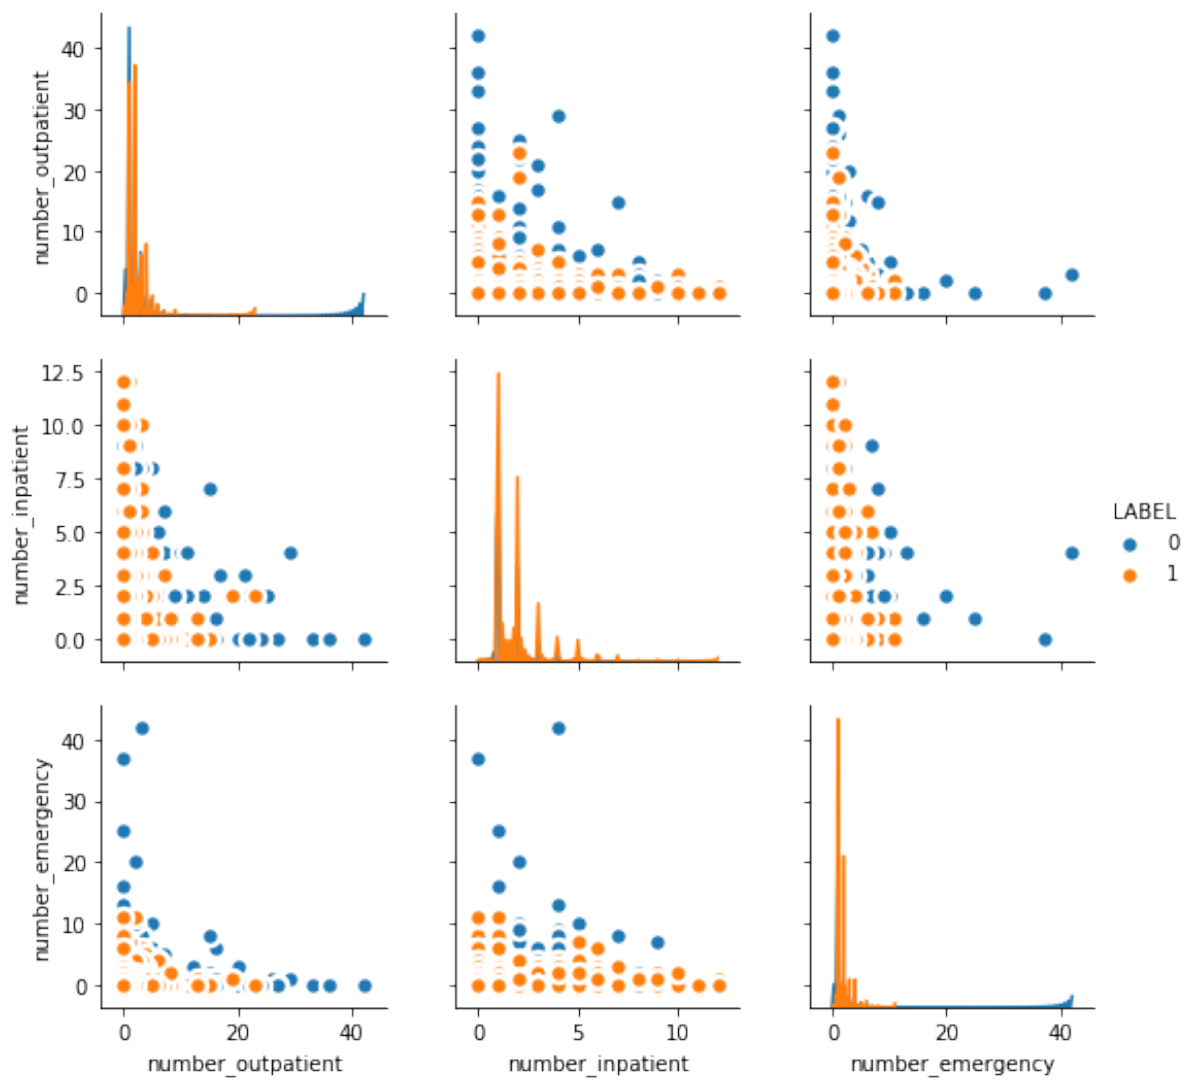 number_outpatient
40
30
20
10
0
number_inpatient
12.5
10.0
7.5
5.0
2.5
0.0
LABEL
0
1
number_emergency
40
30
20
10
0
0 20 40
0 5 10
0 20 40
number_outpatient
number_inpatient
number_emergency